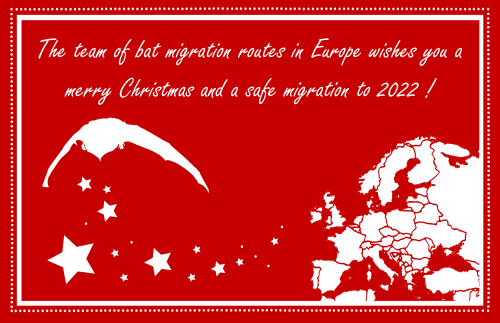 The team of bat migration routes in Europe wishes you a
merry Christmas and a safe migration to 2022 !